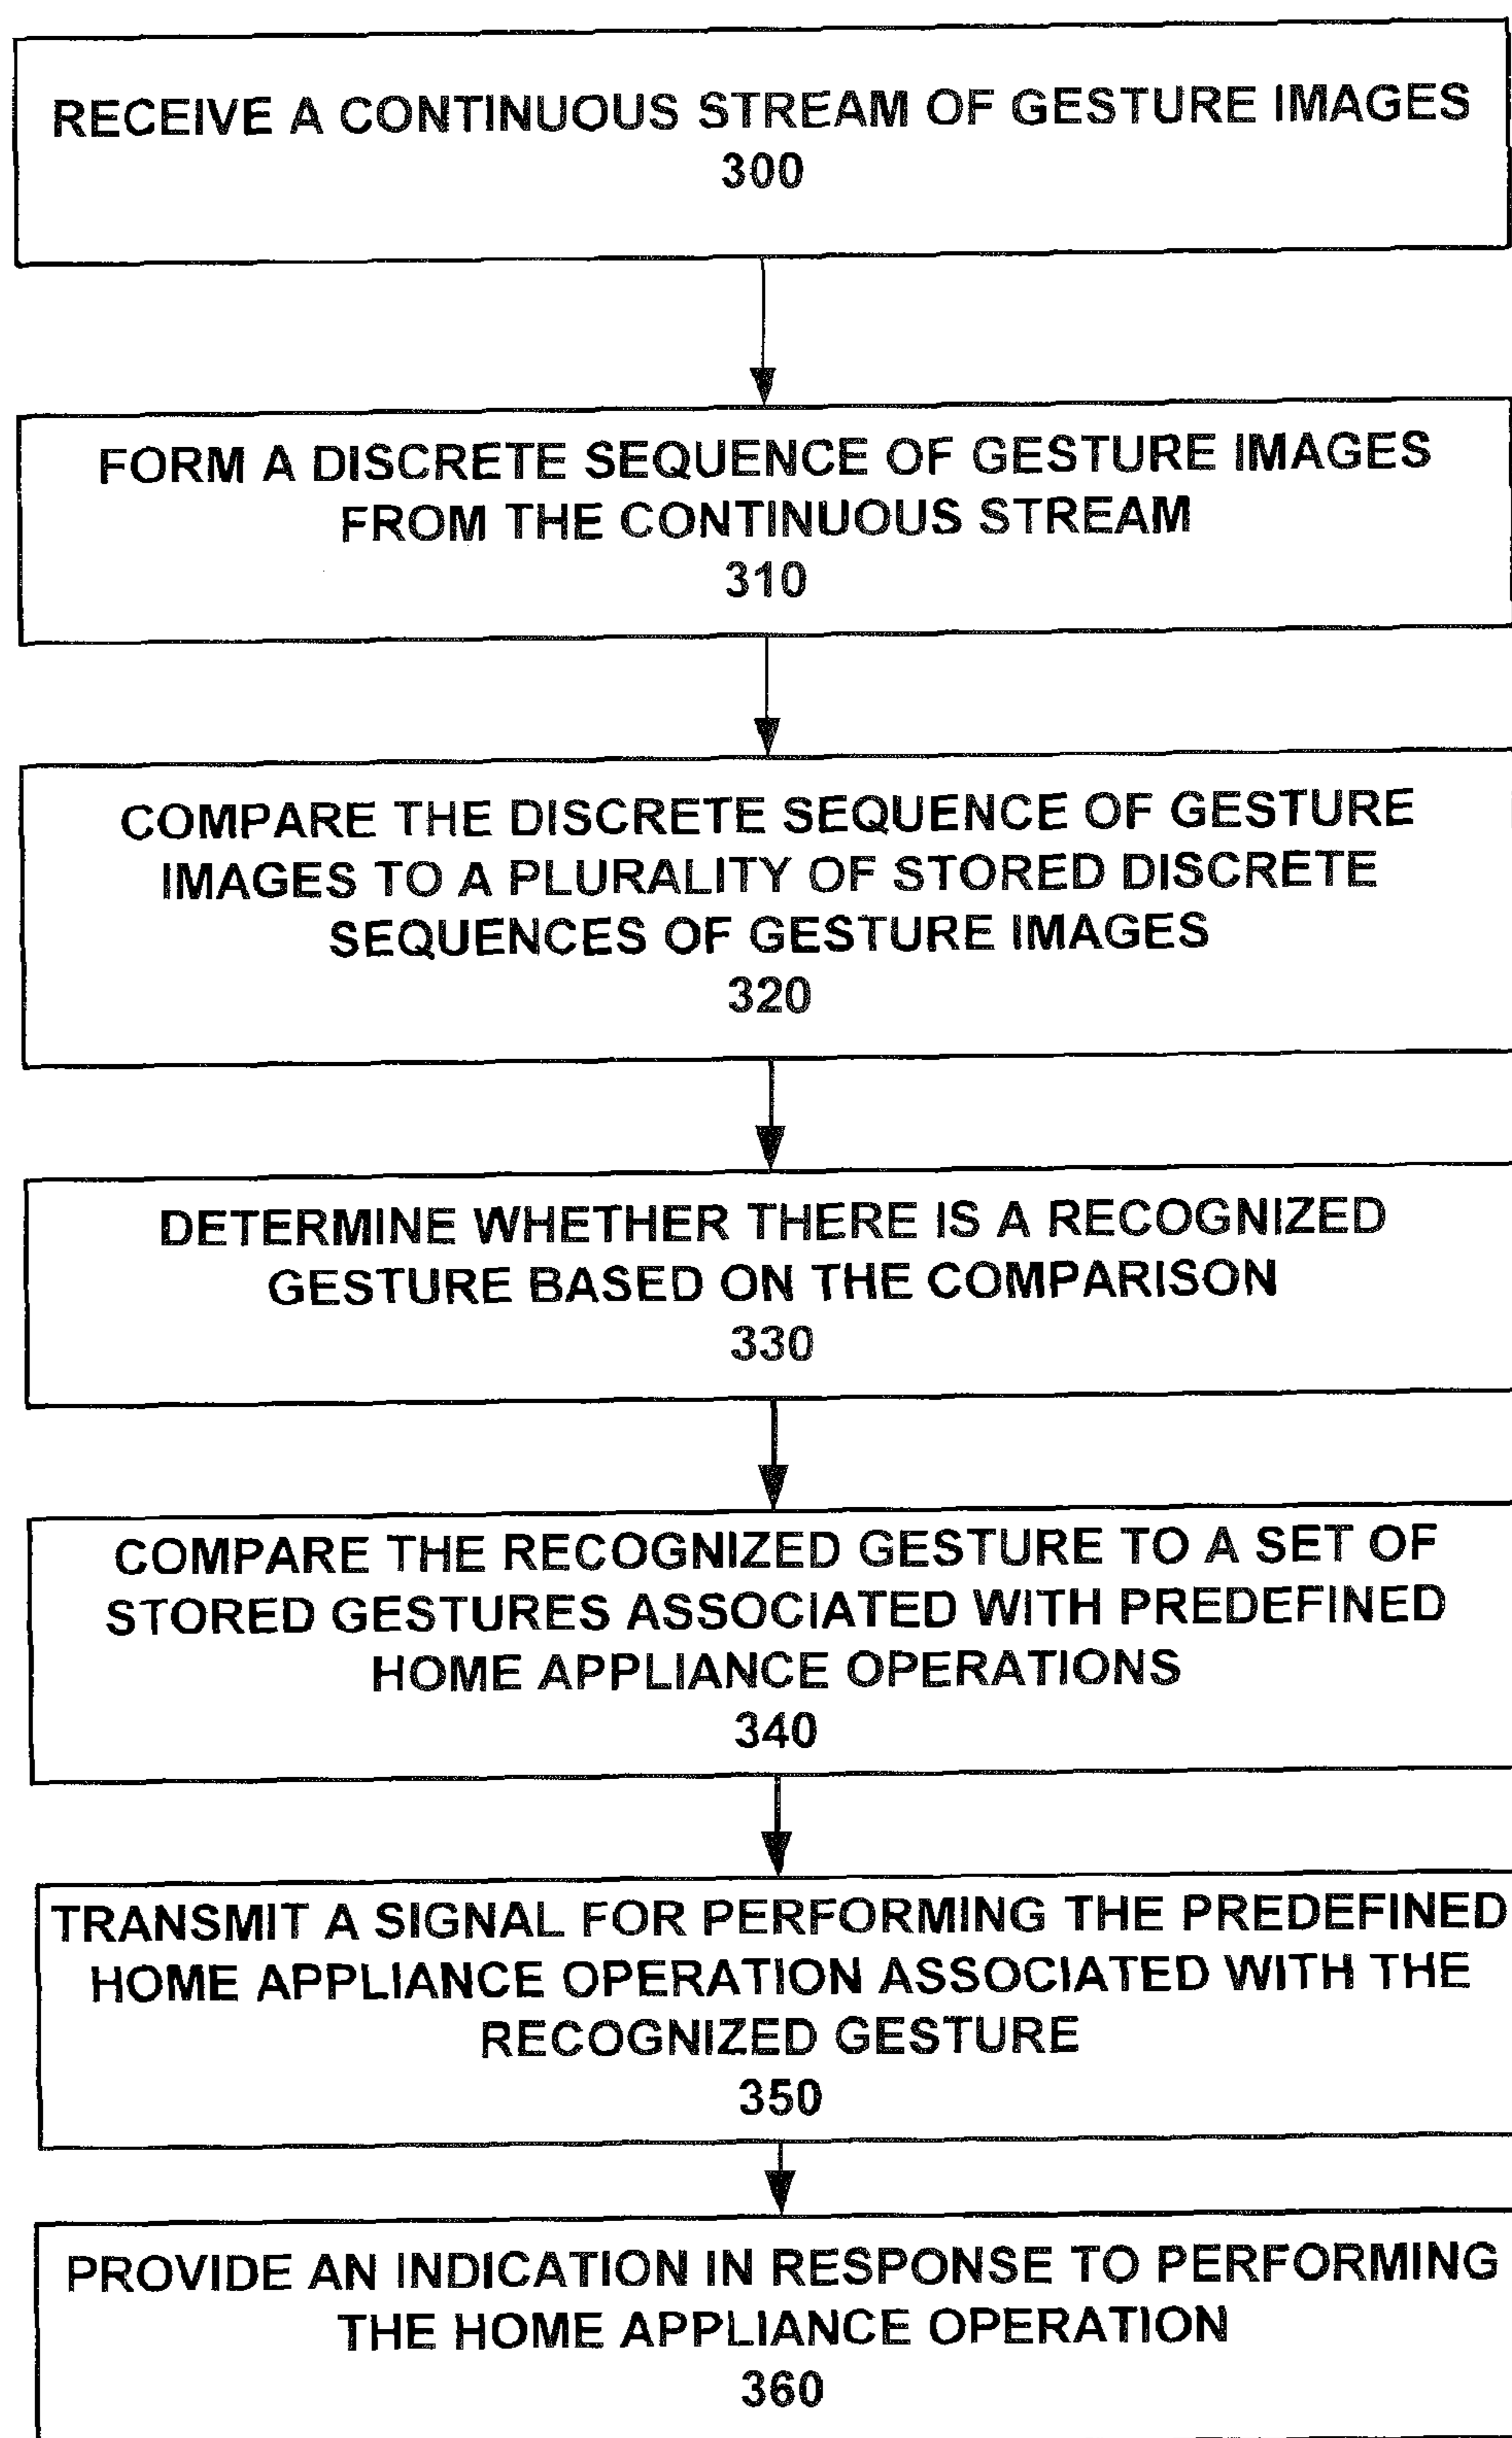 RECEIVE A CONTINUOUS STREAM OF GESTURE IMAGES
300
FORM A DISCRETE SEQUENCE OF GESTURE IMAGES
FROM THE CONTINUOUS STREAM
310
COMPARE THE DISCRETE SEQUENCE OF GESTURE
IMAGES TO A PLURALITY OF STORED DISCRETE
SEQUENCES OF GESTURE IMAGES
320
DETERMINE WHETHER THERE IS A RECOGNIZED
GESTURE BASED ON THE COMPARISON
330
COMPARE THE RECOGNIZED GESTURE TO A SET OF
STORED GESTURES ASSOCIATED WITH PREDEFINED
HOME APPLIANCE OPERATIONS
340
TRANSMIT A SIGNAL FOR PERFORMING THE PREDEFINED
HOME APPLIANCE OPERATION ASSOCIATED WITH THE
RECOGNIZED GESTURE
350
PROVIDE AN INDICATION IN RESPONSE TO PERFORMING
THE HOME APPLIANCE OPERATION
360